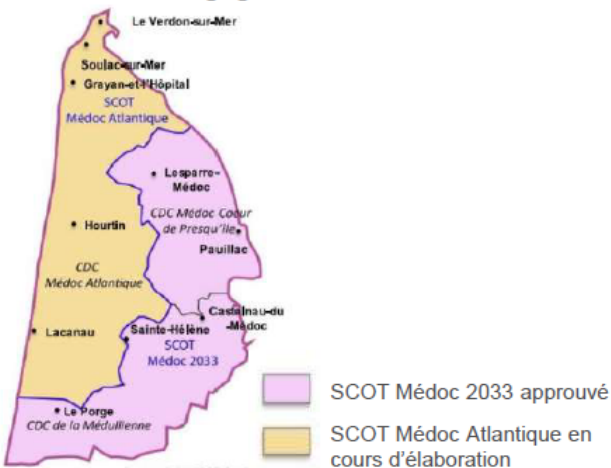 Le Verdon-sur-Mer
Soulac-sur-Mer
Grayan-et-l'Hôpital
SCOT
Médoc Atlantique
Lesparre-
Médoc
CDC Médoc Coeur
de Presqu'île
Hourtin
Pauillac
CDC
Médoc Atlantique
Castelnau-du
-Médoc
Lacanau
Sainte-Hélène
SCOT
Médoc 2033
Le Porge
CDC de la Médullienne
SCOT Médoc 2033 approuvé
SCOT Médoc Atlantique en
cours d'élaboration